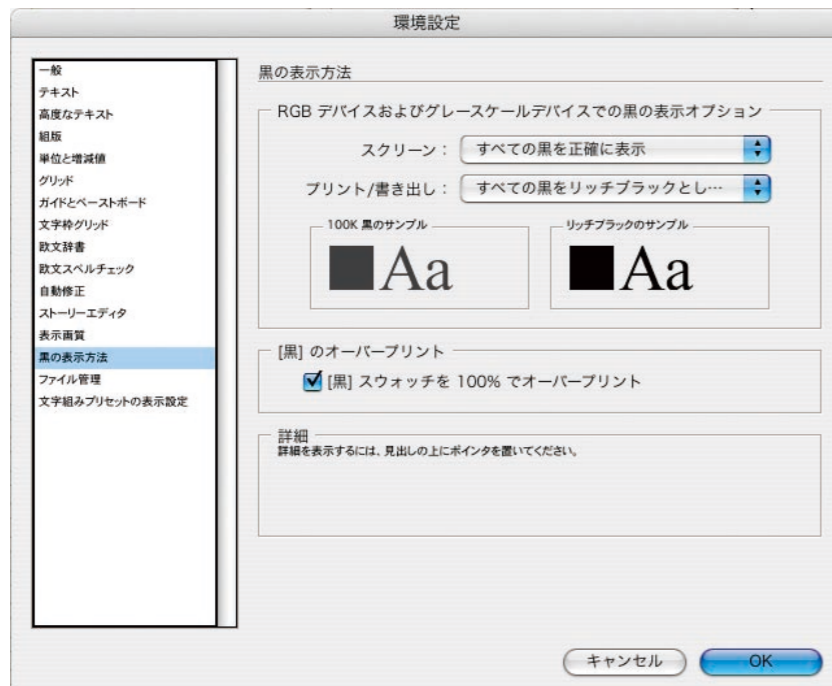 環境設定
一般
テキスト
高度なテキスト
組版
単位と増減値
グリッド
ガイドとペーストボード
文字枠グリッド
欧文辞書
欧文スペルチェック
自動修正
ストーリーエディタ
表示画質
黒の表示方法
ファイル管理
文字組みプリセットの表示設定
黒の表示方法
RGB デバイスおよびグレースケールデバイスでの黒の表示オプション
スクリーン： すべての黒を正確に表示
プリント/書き出し： すべての黒をリッチブラックとし…
100K 黒のサンプル
Aa
リッチブラックのサンプル
Aa
[黒] のオーバープリント
[黒] スウォッチを 100% でオーバープリント
詳細
詳細を表示するには、見出しの上にポインタを置いてください。
キャンセル
OK